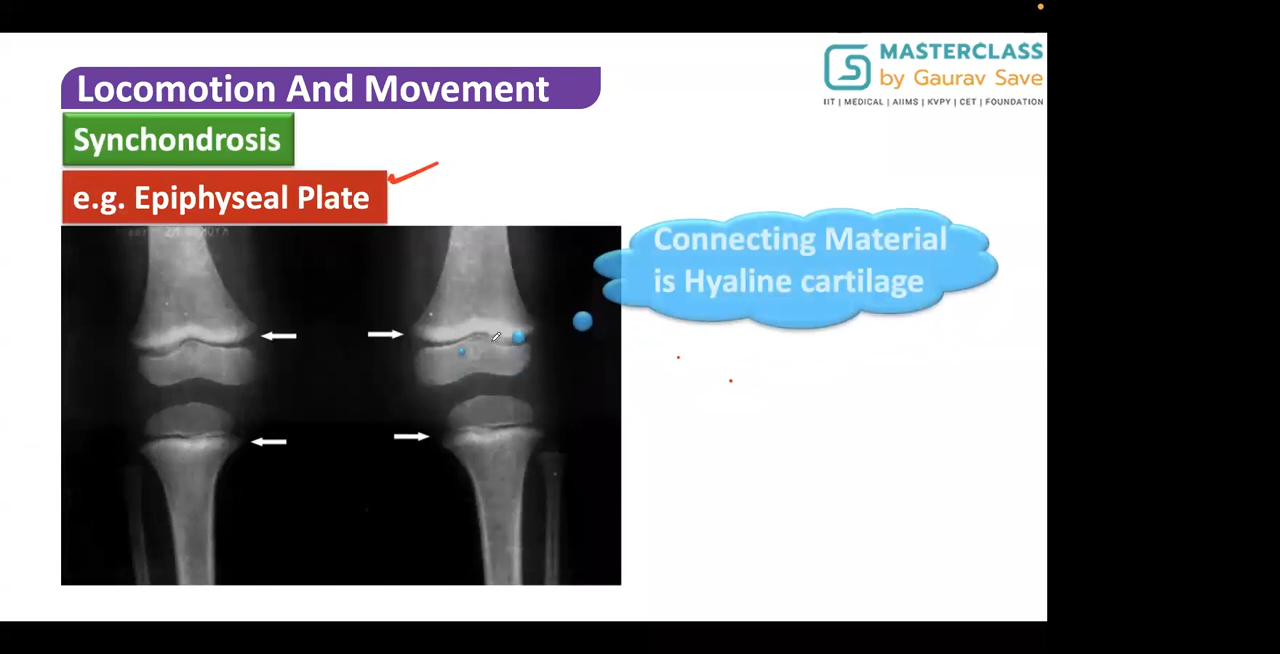 MASTERCLASS
by Gaurav Save
IIT | MEDICAL | AIIMS | KVPY | CET | FOUNDATION
Locomotion And Movement
Synchondrosis
e.g. Epiphyseal Plate
Connecting Material
is Hyaline cartilage